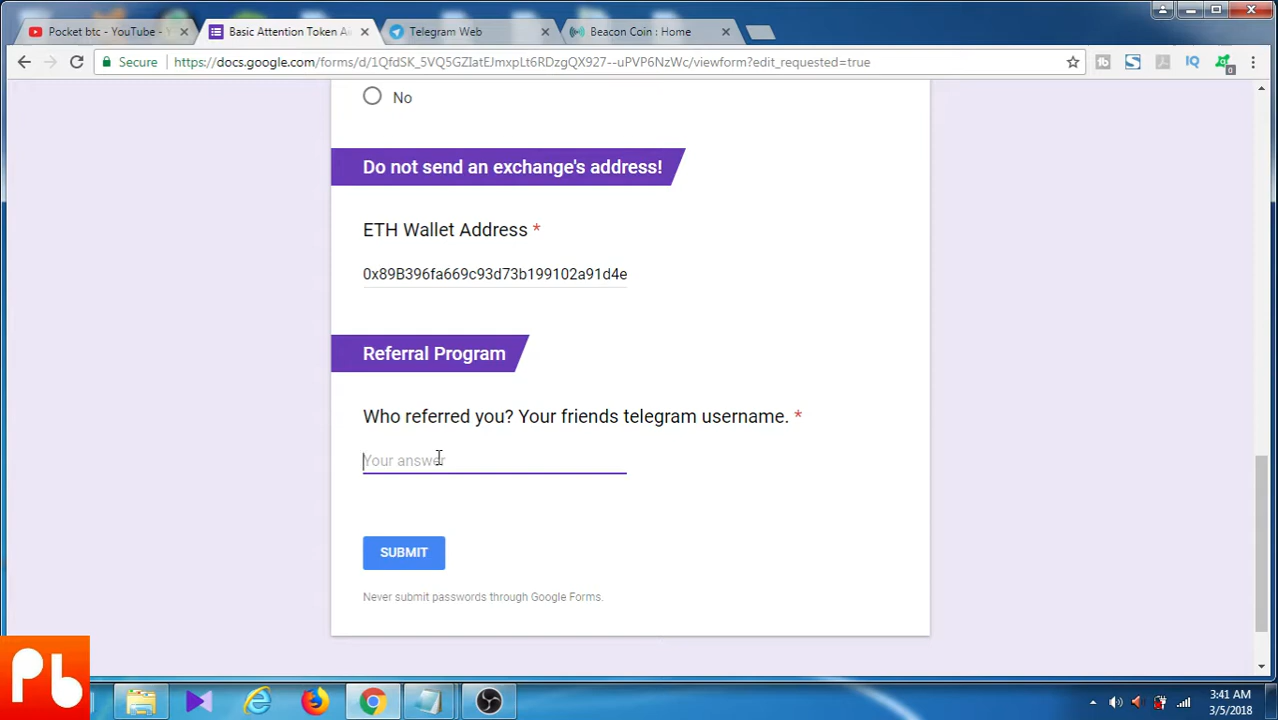 Pocket btc - YouTube - Y
Basic Attention Token A
Telegram Web
Beacon Coin : Home
Secure
https://docs.google.com/forms/d/1QfdSK_5VQ5GZIatEJmxpLt6RDzgQX927--uPVP6NzWc/viewform?edit_requested=true
No
Do not send an exchange's address!
ETH Wallet Address *
0x89B396fa669c93d73b199102a91d4e
Referral Program
Who referred you? Your friends telegram username. *
Your answer
SUBMIT
Never submit passwords through Google Forms.
Pb
3:41 AM
3/5/2018